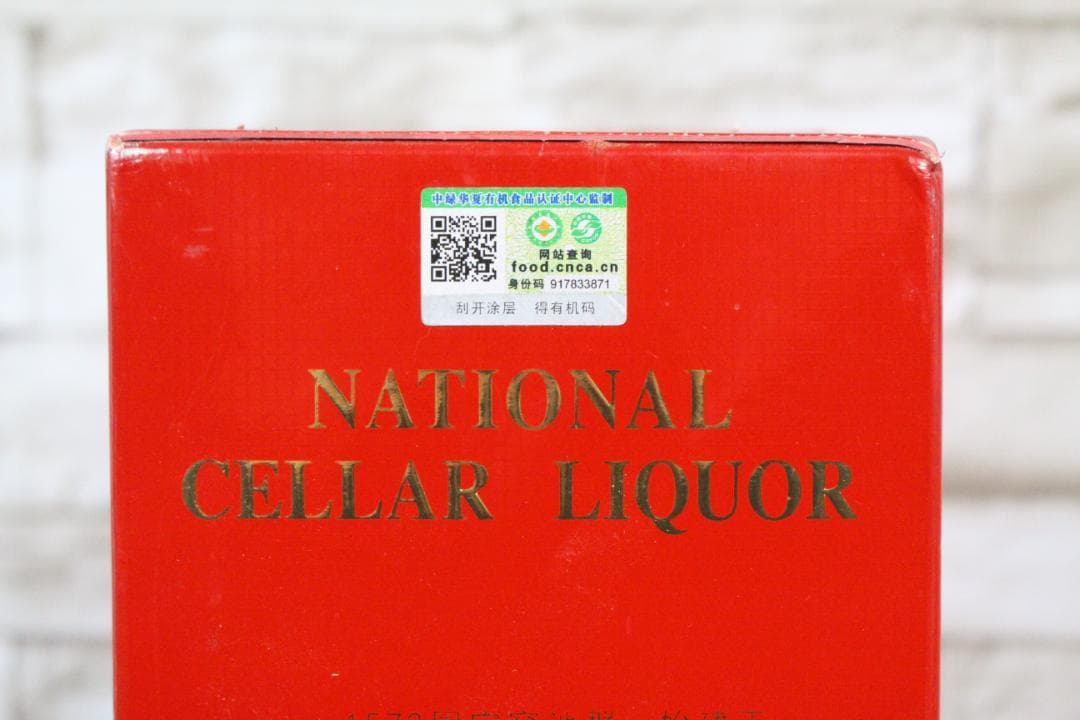 中绿华夏有机食品认证中心监制
网站查询
food.cnca.cn
身份码 917833871
刮开涂层 得有机码
NATIONAL
CELLAR LIQUOR